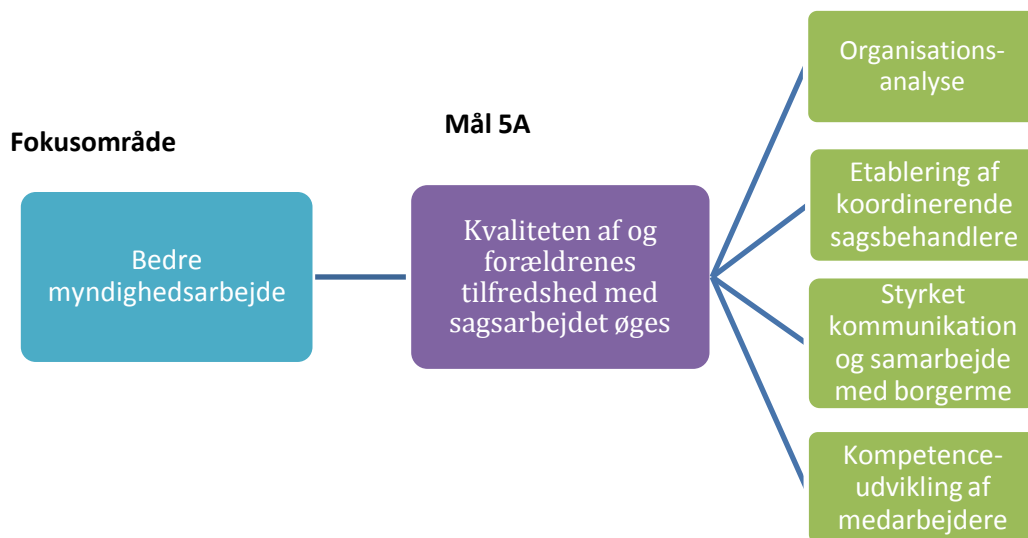 Fokusområde
Bedre
myndighedsarbejde
Mål 5A
Kvaliteten af og
forældrenes
tilfredshed med
sagsarbejdet øges
Organisations-
analyse
Etablering af
koordinerende
sagsbehandlere
Styrket
kommunikation
og samarbejde
med borgerme
Kompetence-
udvikling af
medarbejdere